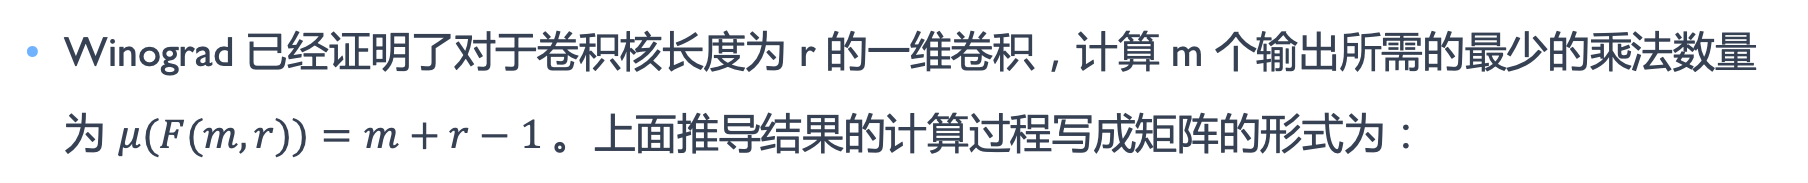 • Winograd 已经证明了对于卷积核长度为 r 的一维卷积，计算 m 个输出所需的最少的乘法数量
为 μ(F(m,r)) = m + r − 1 。上面推导结果的计算过程写成矩阵的形式为：